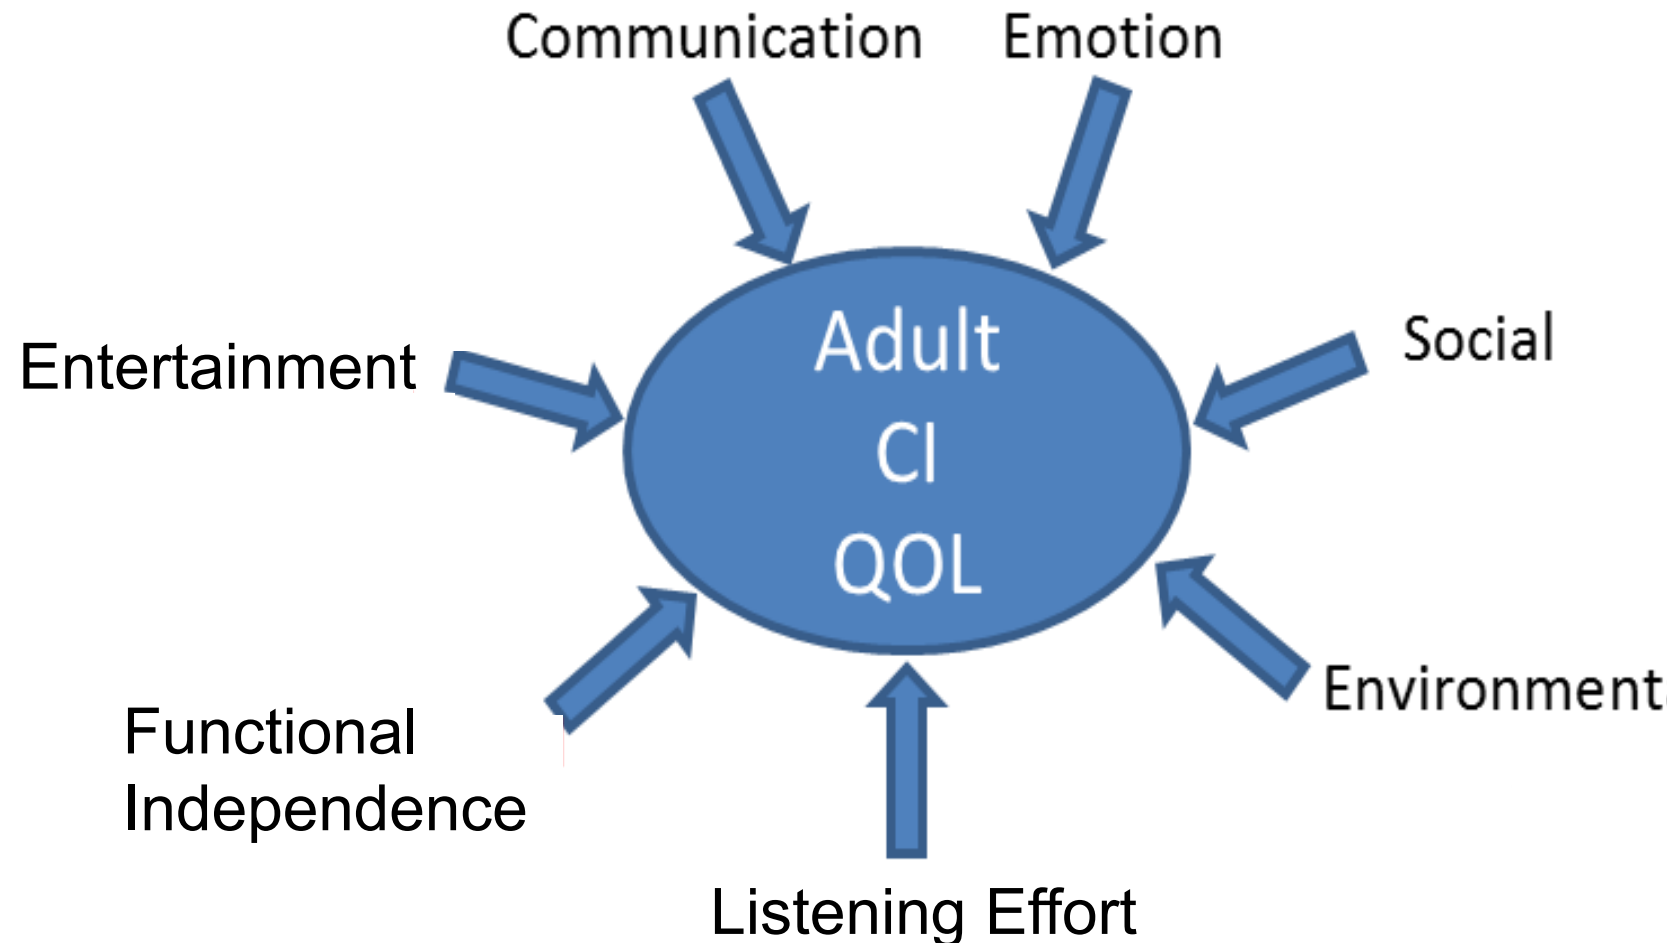 Communication
Emotion
Entertainment
Adult
CI
QOL
Social
Environment
Functional
Independence
Listening Effort